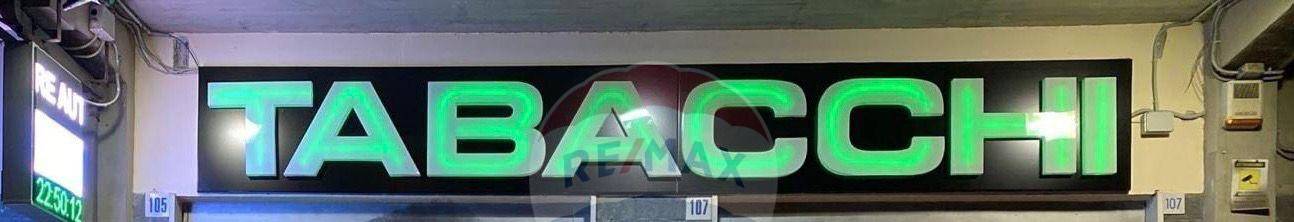 RE AUT
22:50:12
TABACCHI
RE/MAX
105
107
107